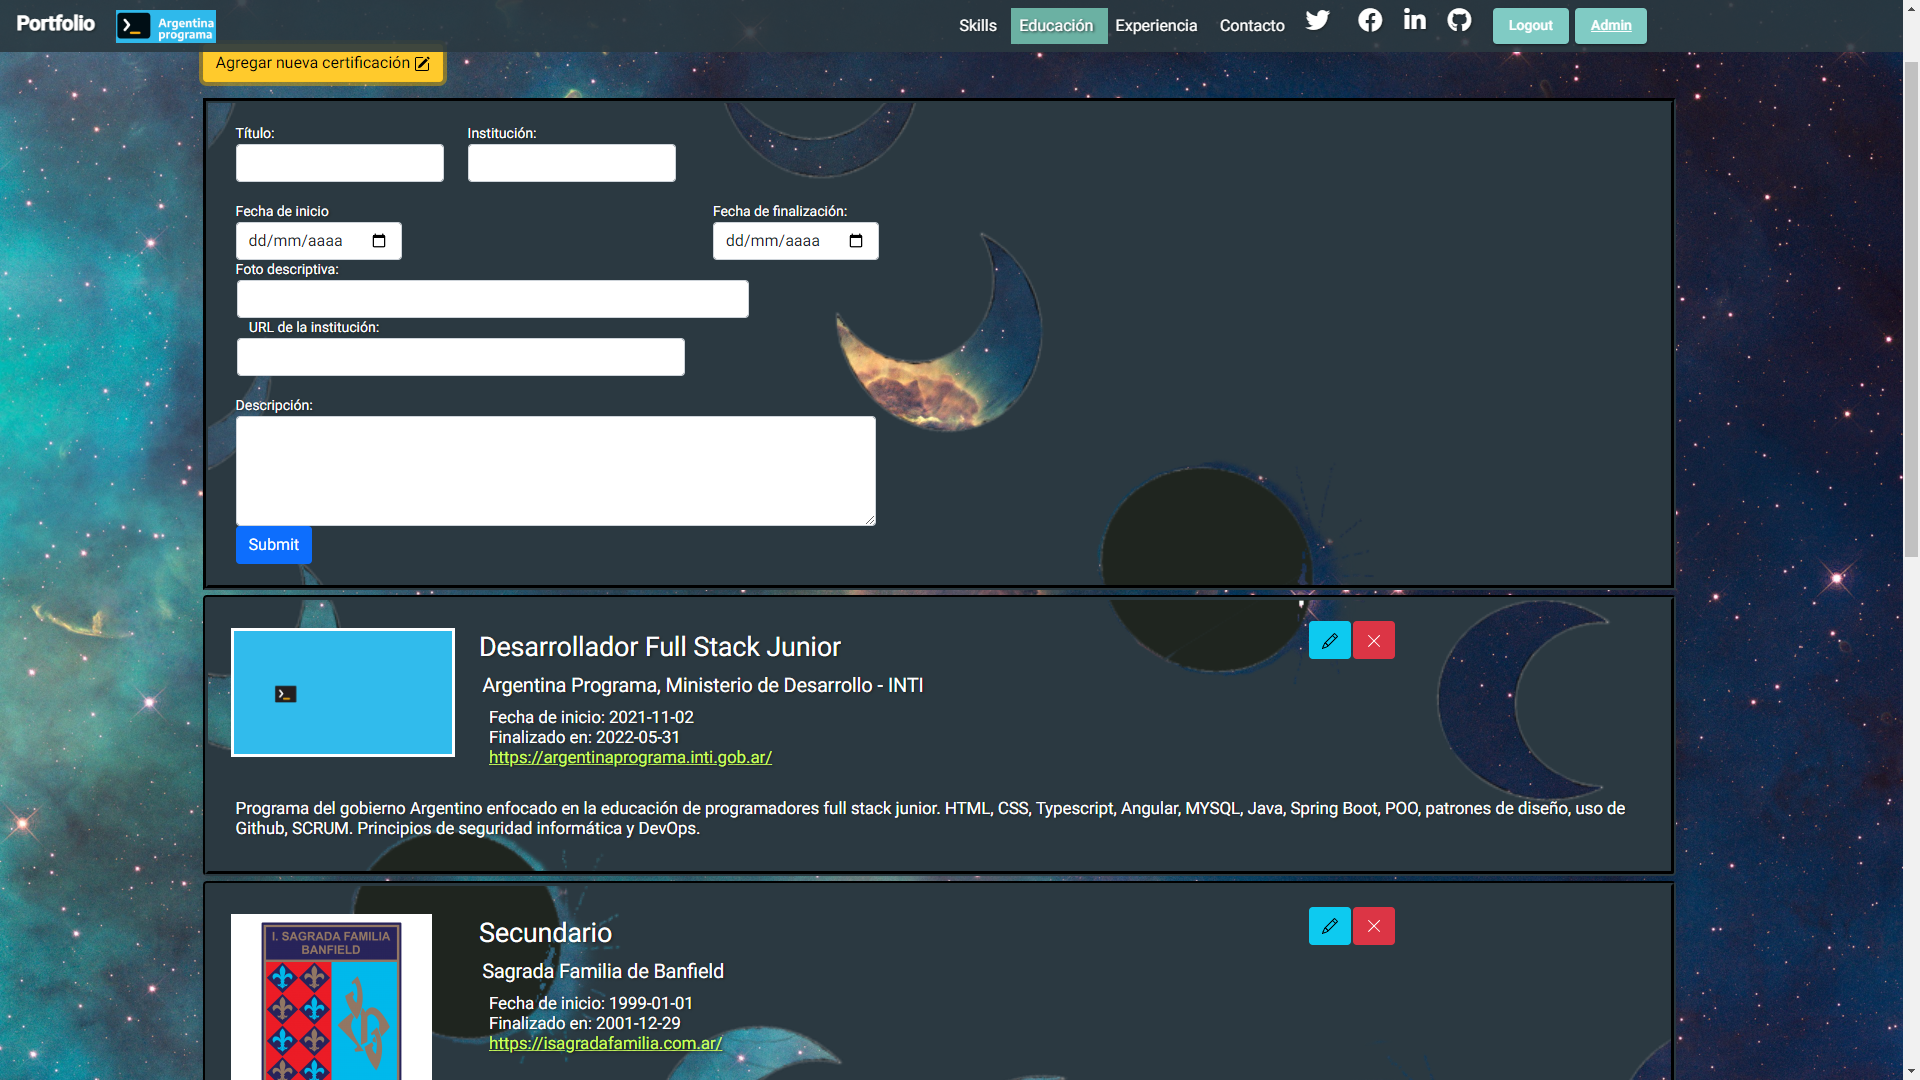 Portfolio
Argentina
programa
Skills Educación Experiencia Contacto Logout Admin
Agregar nueva certificación
Título: Institución:
Fecha de inicio Fecha de finalización:
dd/mm/aaaa dd/mm/aaaa
Foto descriptiva:
URL de la institución:
Descripción:
Submit
Desarrollador Full Stack Junior
Argentina Programa, Ministerio de Desarrollo - INTI
Fecha de inicio: 2021-11-02
Finalizado en: 2022-05-31
https://argentinaprograma.inti.gob.ar/
Programa del gobierno Argentino enfocado en la educación de programadores full stack junior. HTML, CSS, Typescript, Angular, MYSQL, Java, Spring Boot, POO, patrones de diseño, uso de
Github, SCRUM. Principios de seguridad informática y DevOps.
I. SAGRADA FAMILIA
BANFIELD
Secundario
Sagrada Familia de Banfield
Fecha de inicio: 1999-01-01
Finalizado en: 2001-12-29
https://isagradafamilia.com.ar/